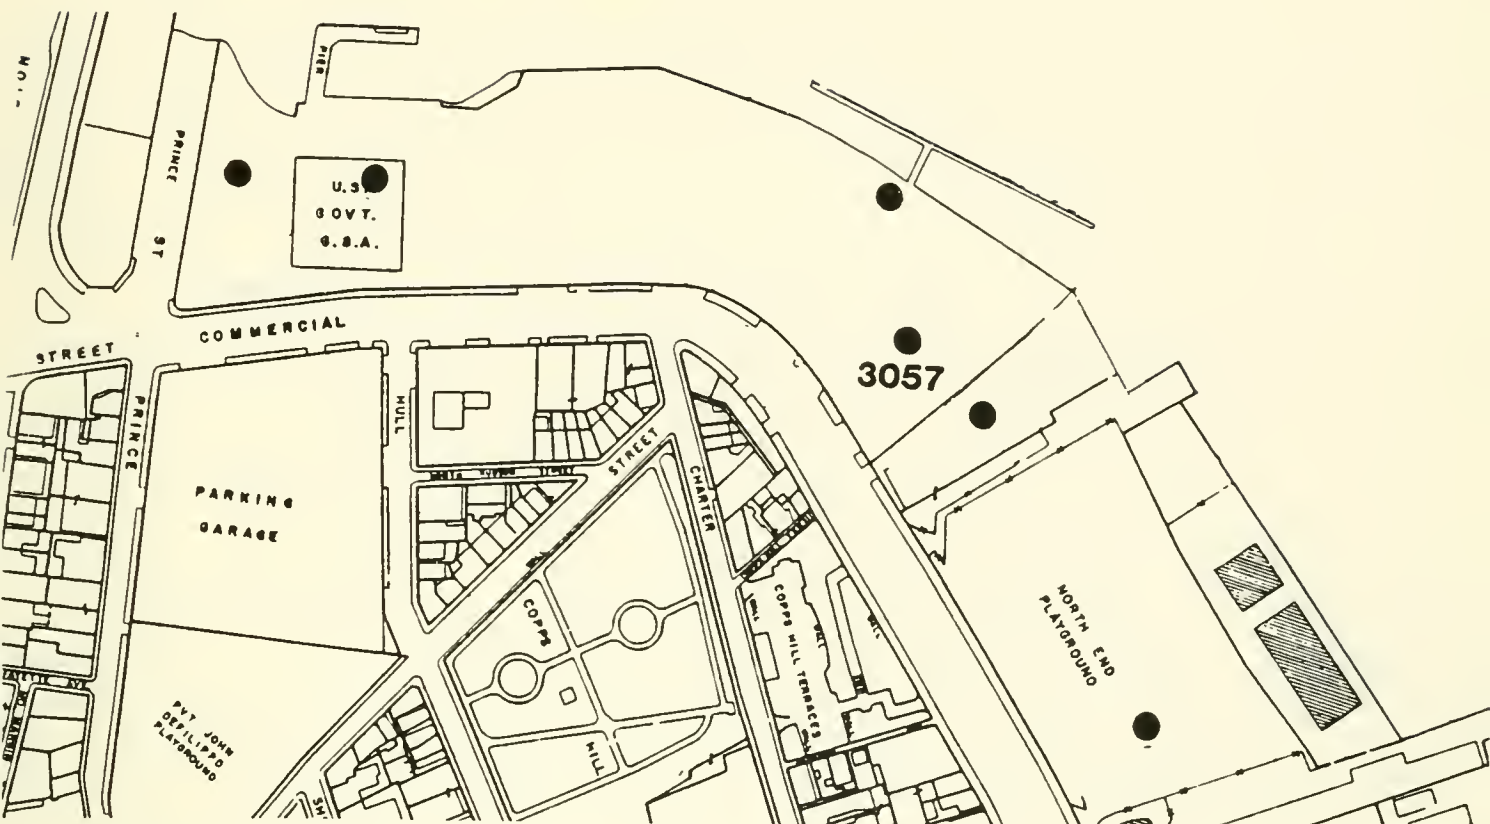 PIER
PRINCE
ST
U.S.
GOVT.
G.S.A.
COMMERCIAL
STREET
3057
PRINCE
HULL
STREET
CHARTER
PARKING
GARAGE
COPPS
HILL
COPPS HILL TERRACES
NORTH END
PLAYGROUND
PVT. JOHN
DEFILIPPO
PLAYGROUND